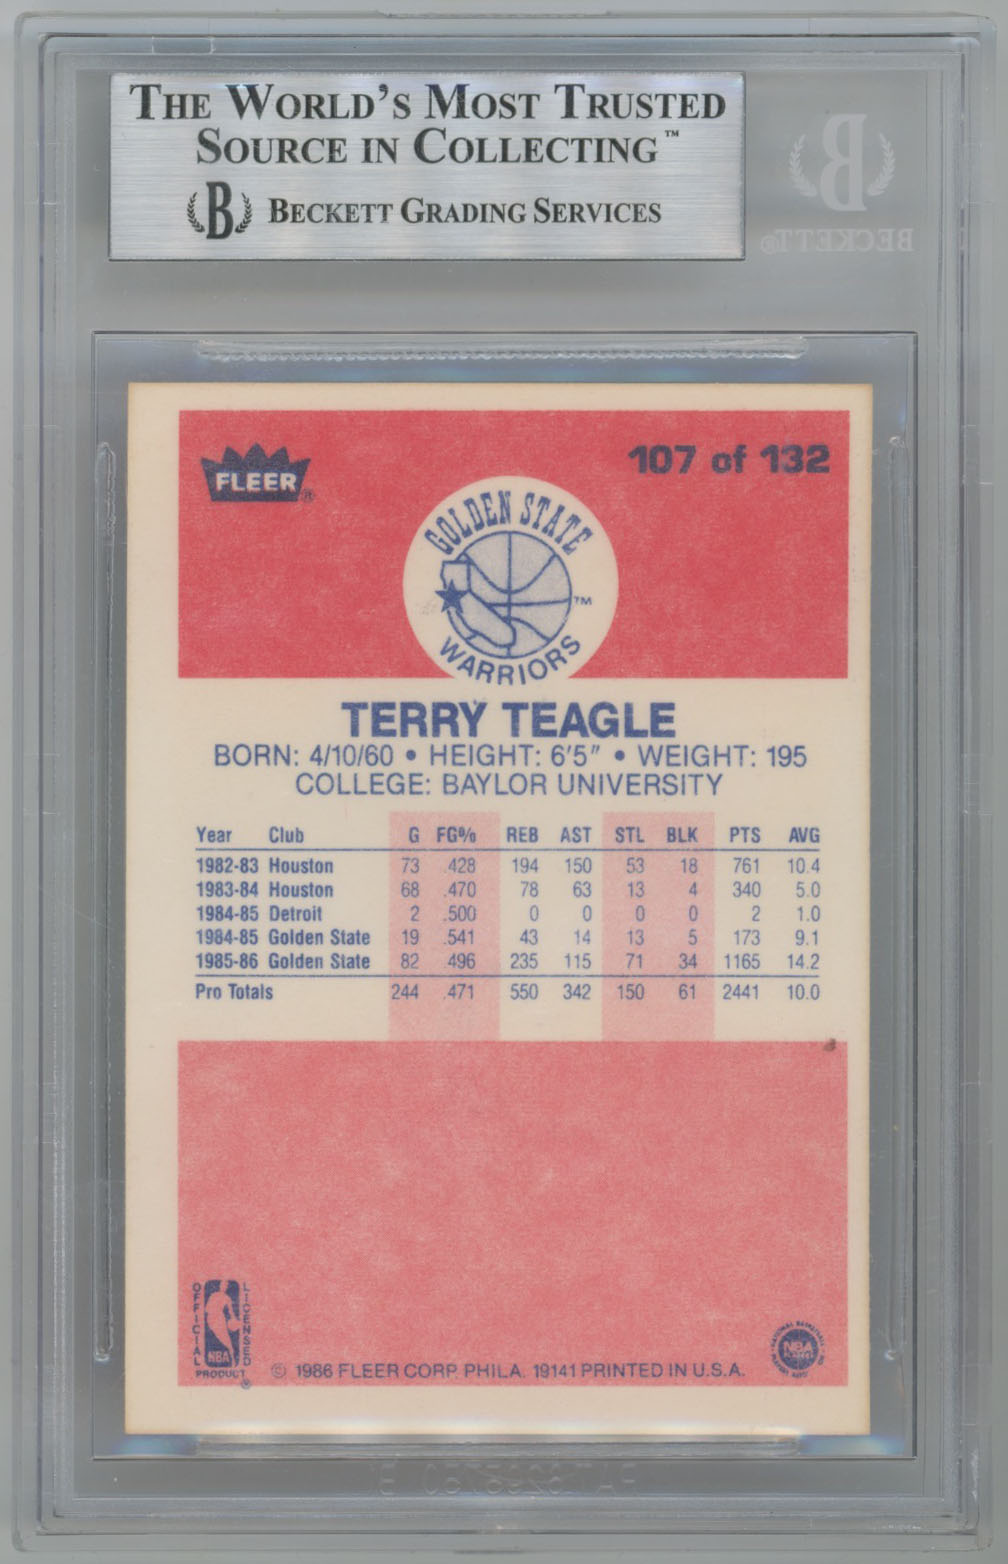 THE WORLD'S MOST TRUSTED
SOURCE IN COLLECTING™
B BECKETT GRADING SERVICES
B
BECKETT®
FLEER®
107 of 132
GOLDEN STATE
WARRIORS
™
TERRY TEAGLE
BORN: 4/10/60 • HEIGHT: 6'5" • WEIGHT: 195
COLLEGE: BAYLOR UNIVERSITY
Year Club G FG% REB AST STL BLK PTS AVG
1982-83 Houston 73 .428 194 150 53 18 761 10.4
1983-84 Houston 68 .470 78 63 13 4 340 5.0
1984-85 Detroit 2 .500 0 0 0 0 2 1.0
1984-85 Golden State 19 .541 43 14 13 5 173 9.1
1985-86 Golden State 82 .496 235 115 71 34 1165 14.2
Pro Totals 244 .471 550 342 150 61 2441 10.0
OFFICIAL LICENSED
NBA
PRODUCT ®
© 1986 FLEER CORP. PHILA. 19141 PRINTED IN U.S.A.
NATIONAL BASKETBALL
NBA
PLAYERS